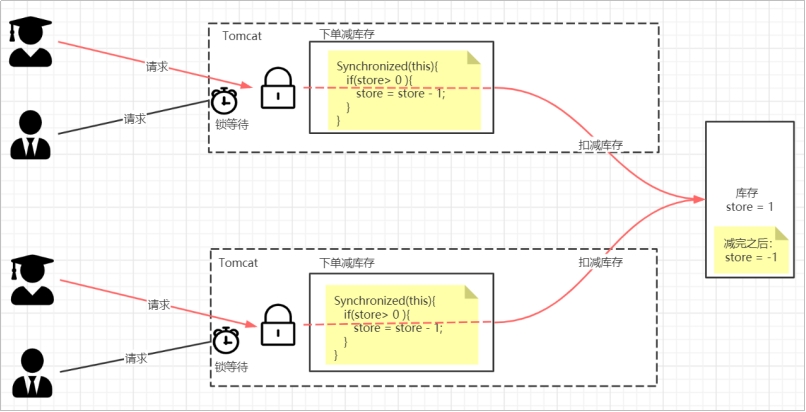 Tomcat
下单减库存
Synchronized(this){
if(store> 0 ){
store = store - 1;
}
}
请求
请求
锁等待
扣减库存
库存
store = 1
减完之后:
store = -1
Tomcat
下单减库存
扣减库存
Synchronized(this){
if(store> 0 ){
store = store - 1;
}
}
请求
请求
锁等待